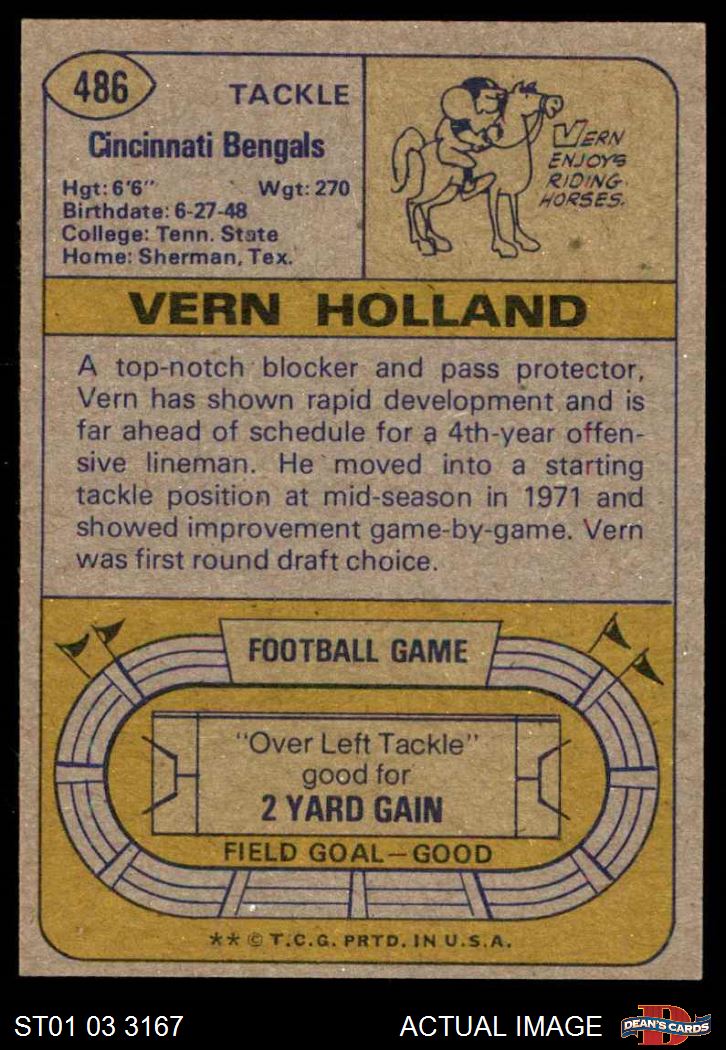 486
TACKLE
Cincinnati Bengals
Hgt: 6'6" Wgt: 270
Birthdate: 6-27-48
College: Tenn. State
Home: Sherman, Tex.
VERN
ENJOYS
RIDING
HORSES.
VERN HOLLAND
A top-notch blocker and pass protector,
Vern has shown rapid development and is
far ahead of schedule for a 4th-year offen-
sive lineman. He moved into a starting
tackle position at mid-season in 1971 and
showed improvement game-by-game. Vern
was first round draft choice.
FOOTBALL GAME
"Over Left Tackle"
good for
2 YARD GAIN
FIELD GOAL—GOOD
** © T.C.G. PRTD. IN U.S.A.
ST01 03 3167 ACTUAL IMAGE
D
DEAN'S CARDS